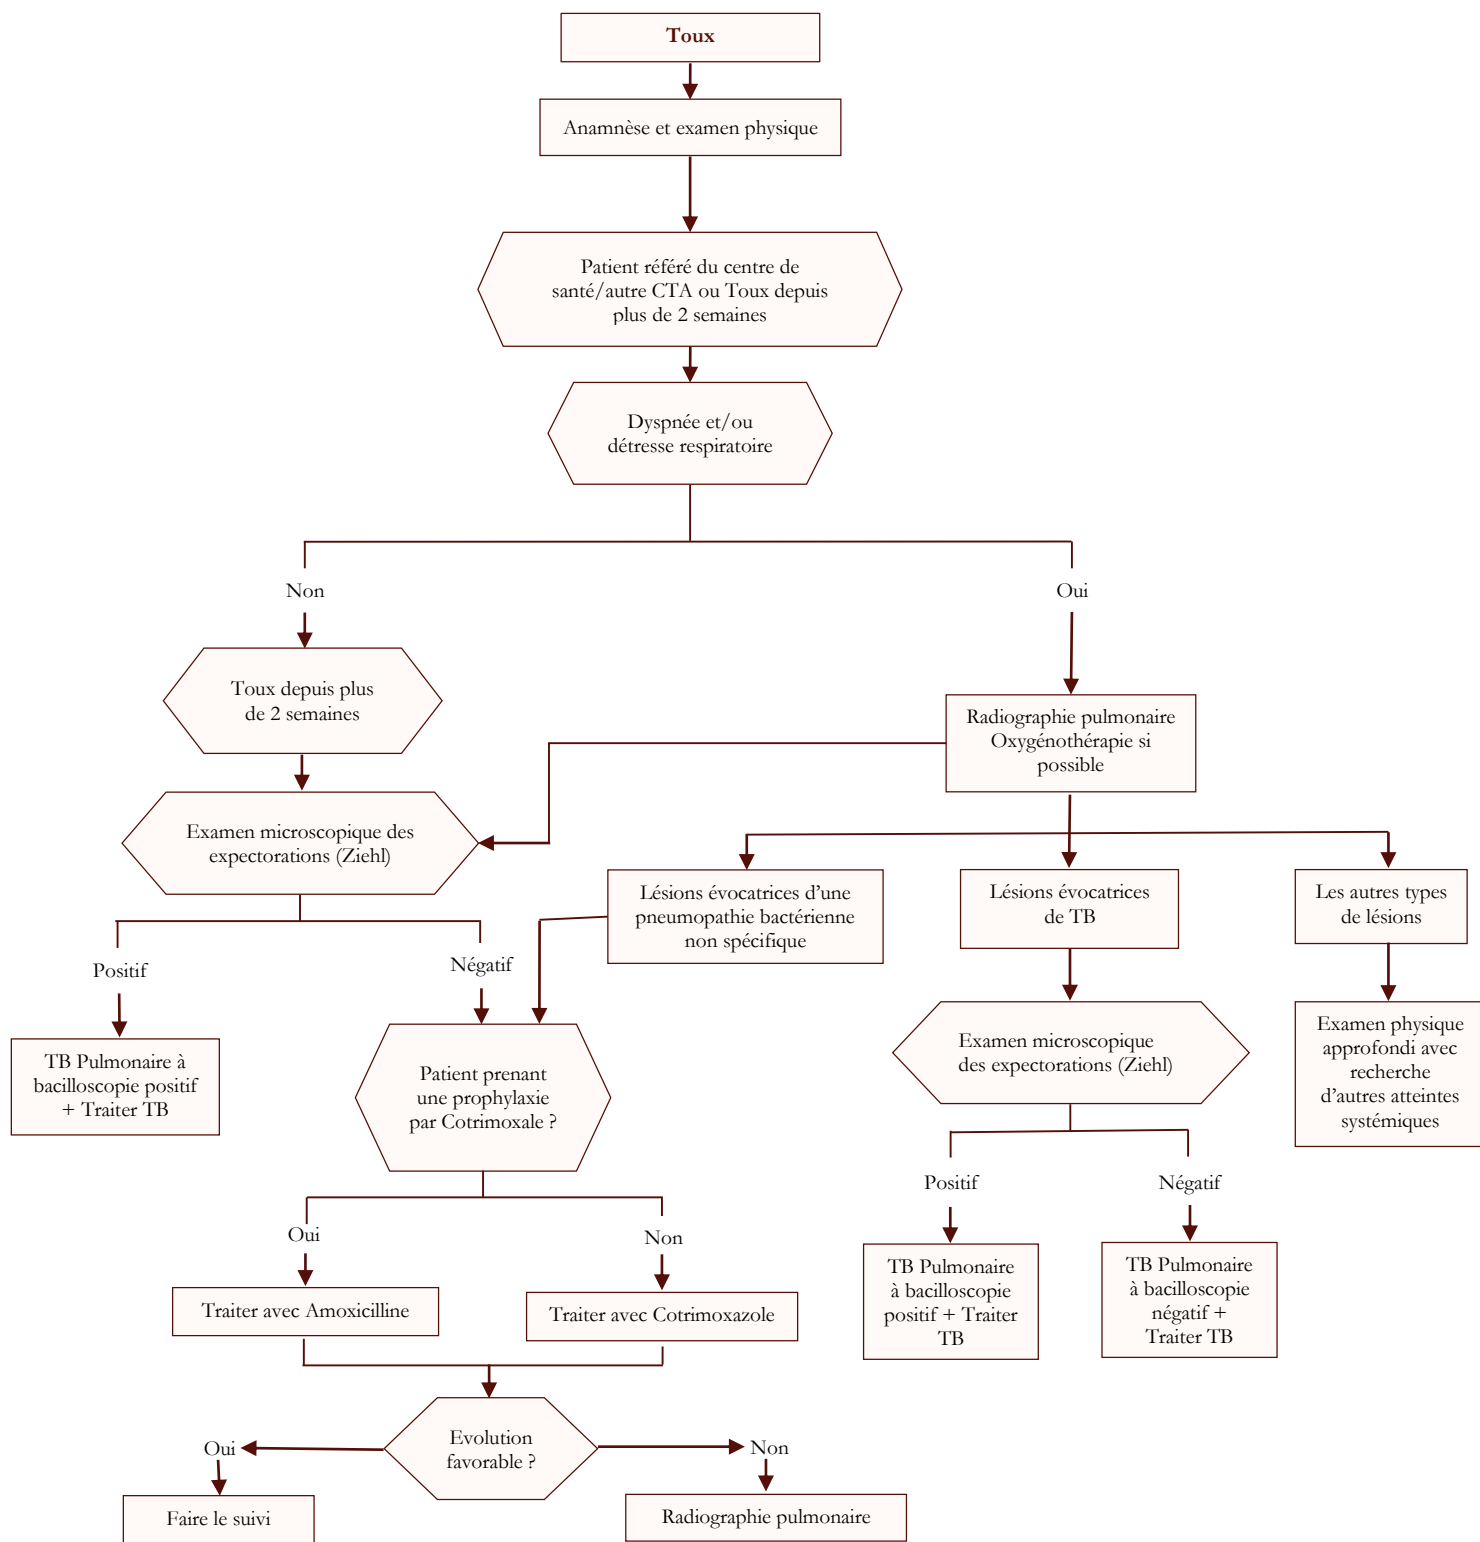 Toux
Anamnèse et examen physique
Patient référé du centre de
santé/autre CTA ou Toux depuis
plus de 2 semaines
Dyspnée et/ou
détresse respiratoire
Non
Oui
Toux depuis plus
de 2 semaines
Radiographie pulmonaire
Oxygénothérapie si
possible
Examen microscopique des
expectorations (Ziehl)
Lésions évocatrices d'une
pneumopathie bactérienne
non spécifique
Lésions évocatrices
de TB
Les autres types
de lésions
Positif
Négatif
TB Pulmonaire à
bacilloscopie positif
+ Traiter TB
Patient prenant
une prophylaxie
par Cotrimoxale ?
Examen microscopique
des expectorations (Ziehl)
Examen physique
approfondi avec
recherche
d'autres atteintes
systémiques
Positif
Négatif
Oui
Non
TB Pulmonaire
à bacilloscopie
positif + Traiter
TB
TB Pulmonaire
à bacilloscopie
négatif +
Traiter TB
Traiter avec Amoxicilline
Traiter avec Cotrimoxazole
Evolution
favorable ?
Oui
Non
Faire le suivi
Radiographie pulmonaire